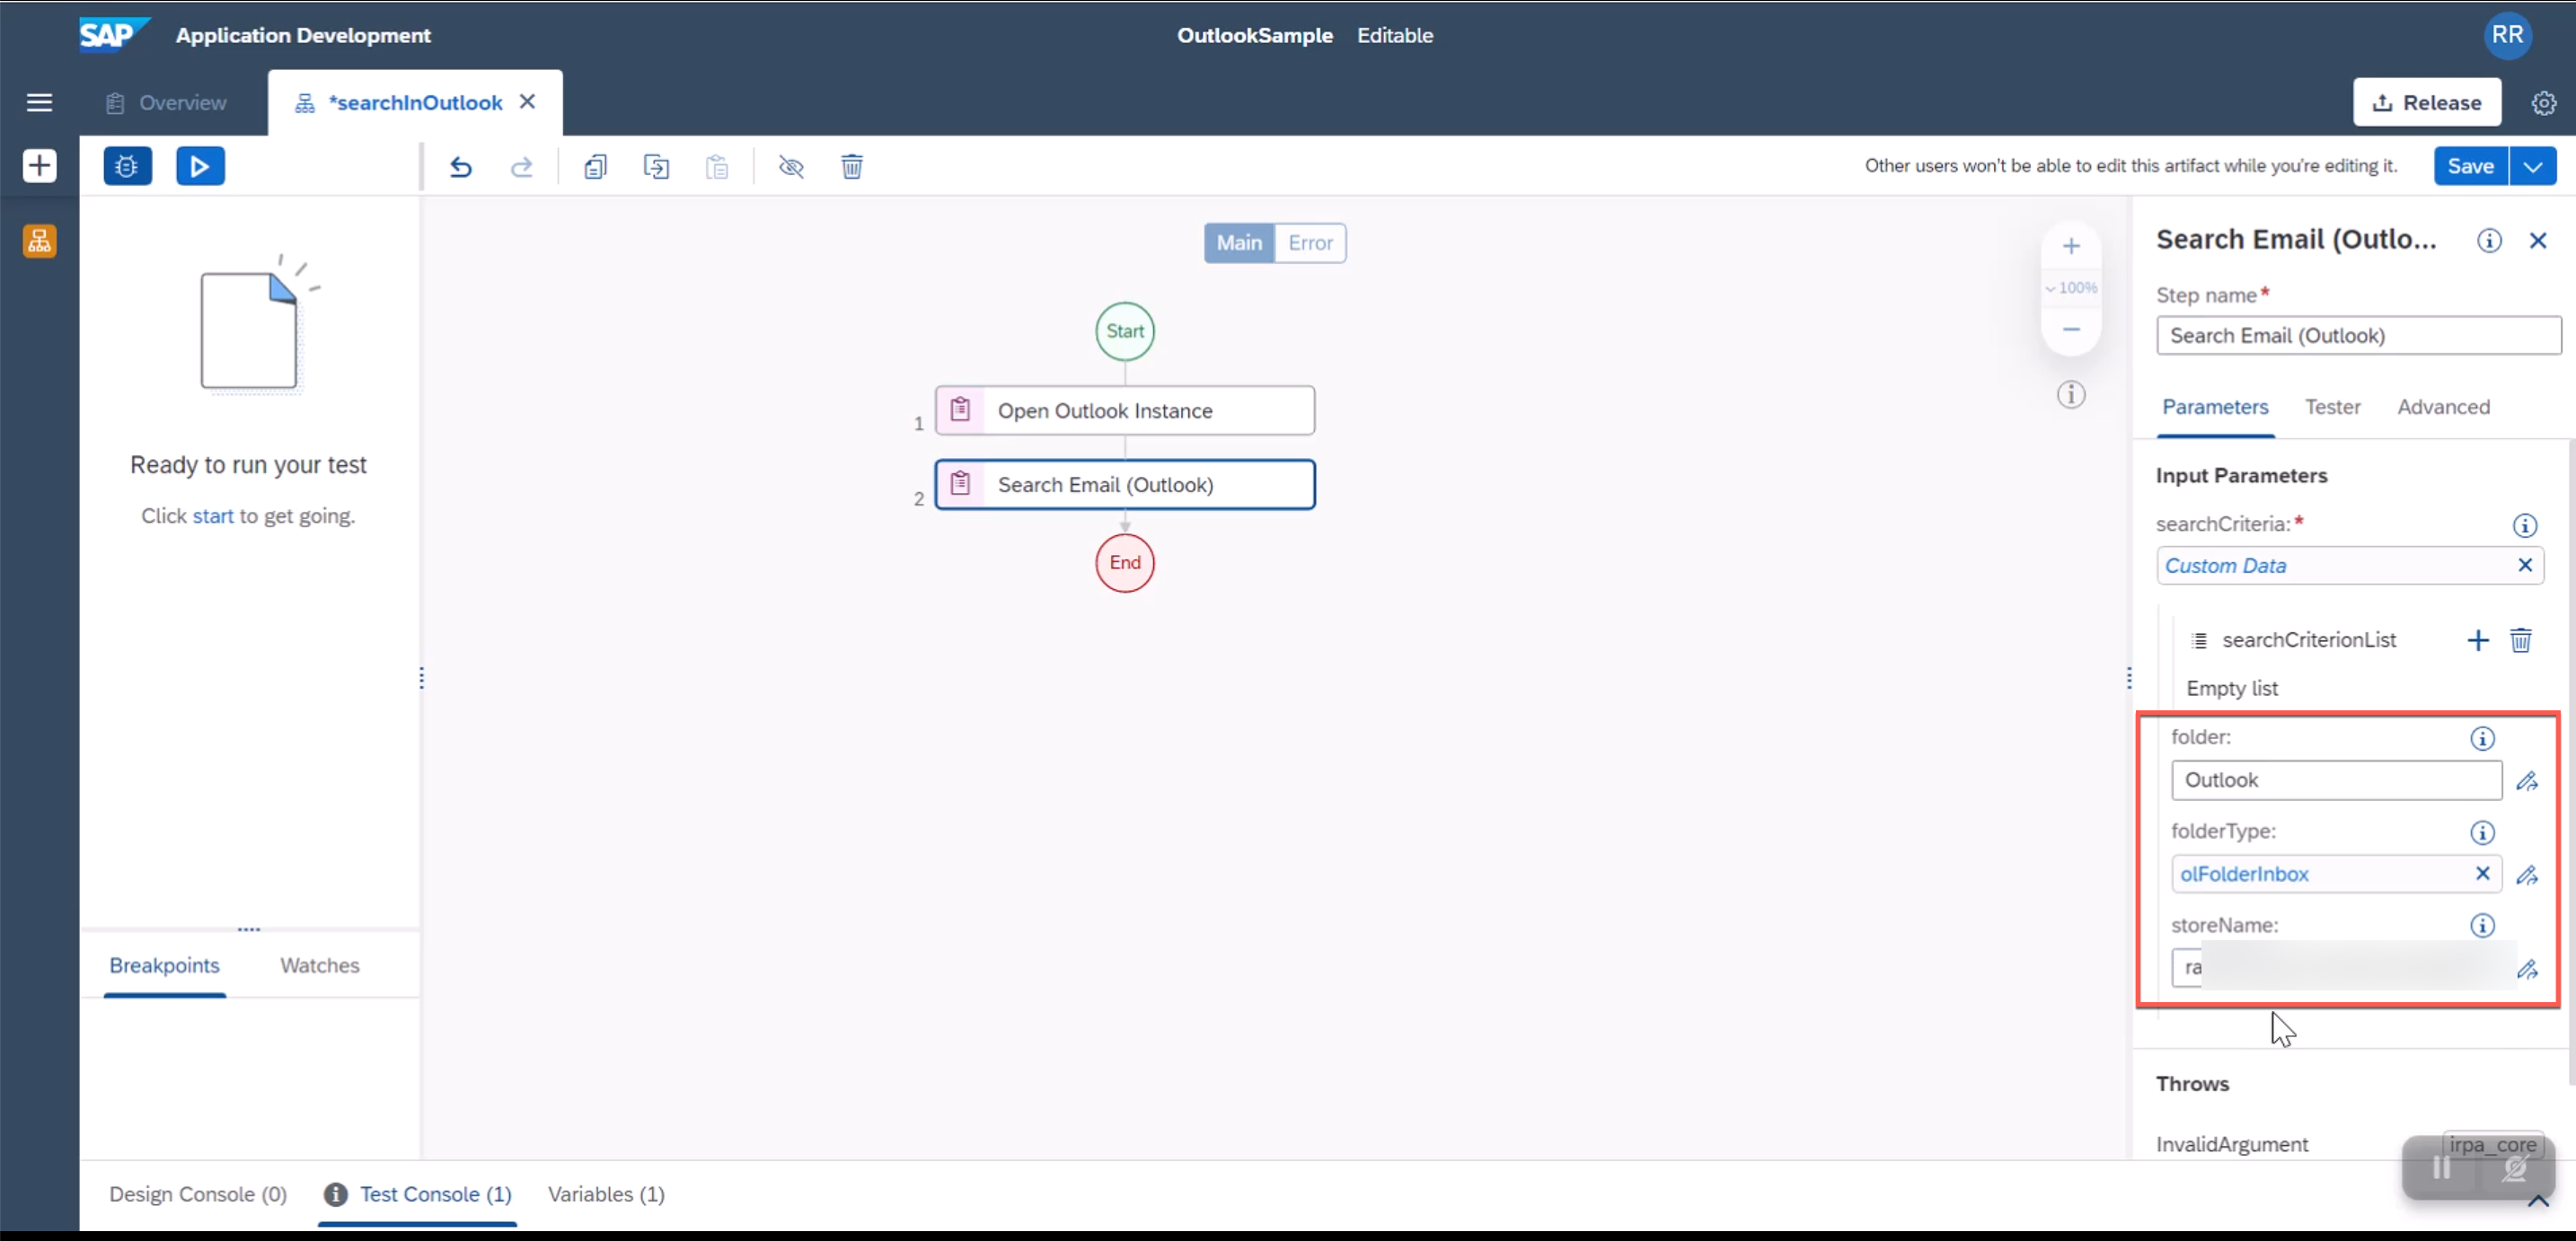 SAP Application Development
OutlookSample Editable
RR
Overview
*searchInOutlook
Release
Other users won't be able to edit this artifact while you're editing it.
Save
Ready to run your test
Click start to get going.
Breakpoints
Watches
Main
Error
Start
1
Open Outlook Instance
2
Search Email (Outlook)
End
100%
Search Email (Outlo...
Step name*
Search Email (Outlook)
Parameters
Tester
Advanced
Input Parameters
searchCriteria:*
Custom Data
searchCriterionList
Empty list
folder:
Outlook
folderType:
olFolderInbox
storeName:
ra
Throws
InvalidArgument
irpa_core
Design Console (0)
Test Console (1)
Variables (1)